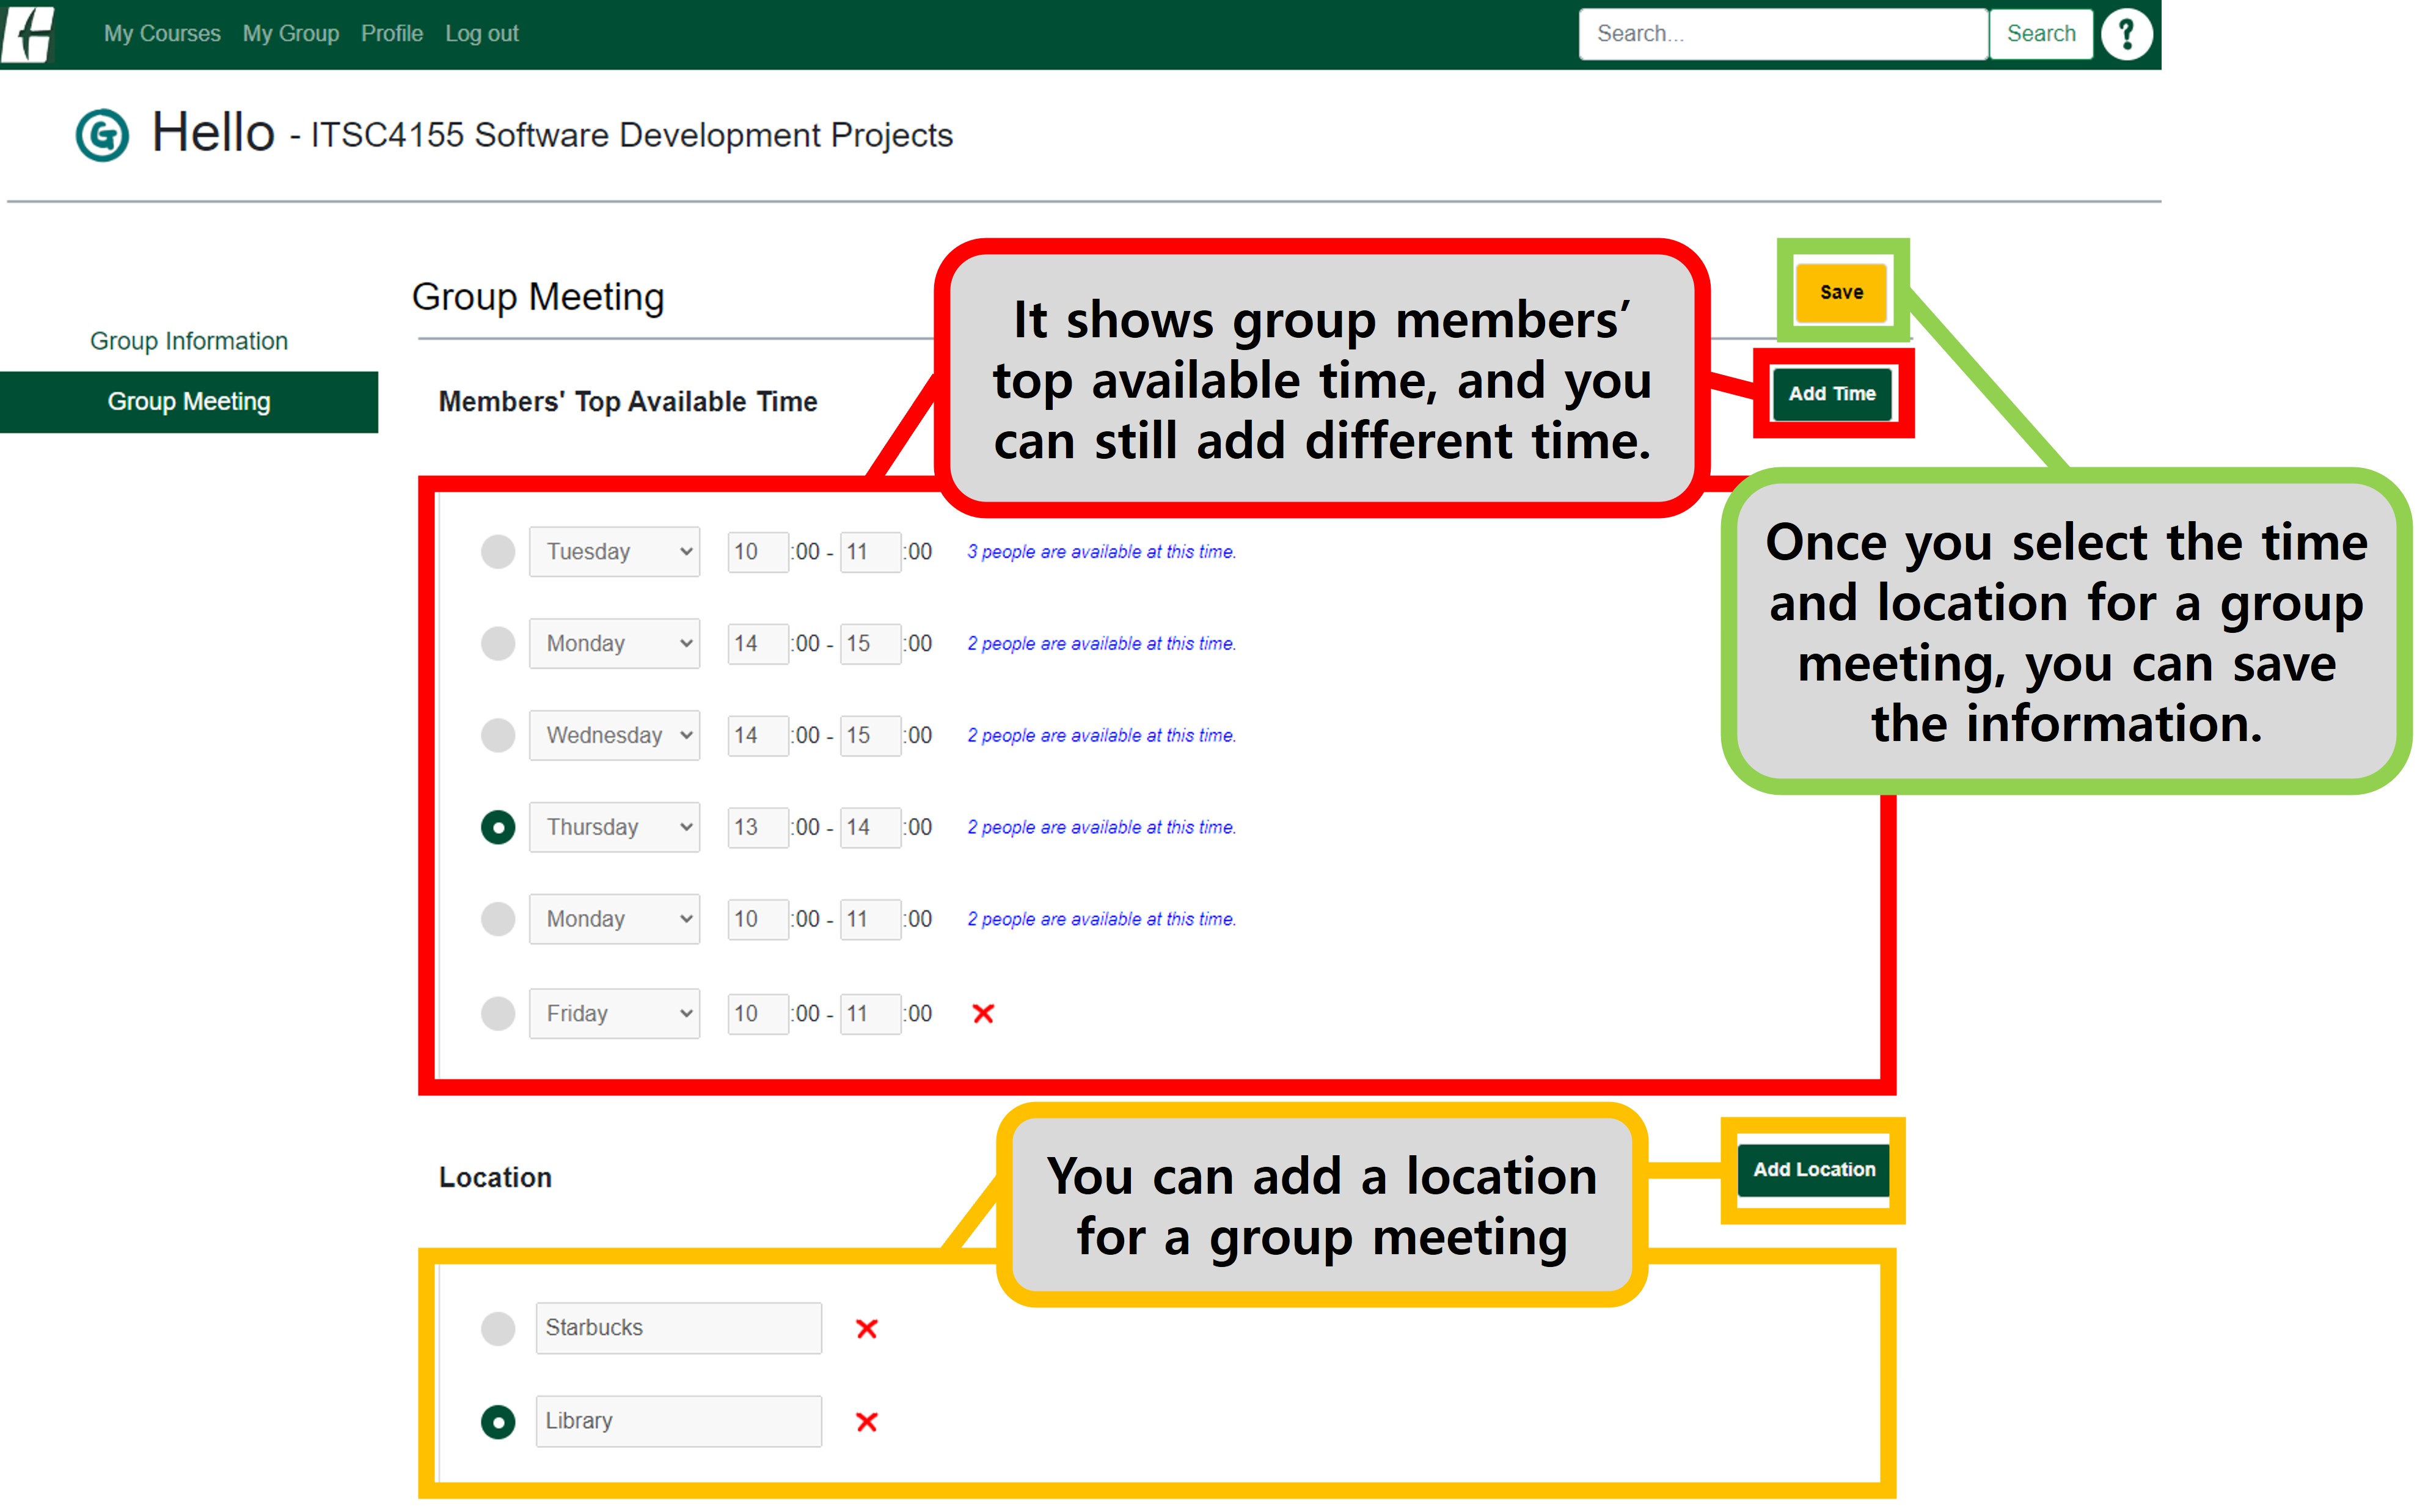 My Courses My Group Profile Log out
Search... Search ?
G Hello - ITSC4155 Software Development Projects
Group Meeting
Save
Group Information
Group Meeting
Members' Top Available Time
Add Time
It shows group members’
top available time, and you
can still add different time.
Once you select the time
and location for a group
meeting, you can save
the information.
Tuesday 10 :00 - 11 :00 3 people are available at this time.
Monday 14 :00 - 15 :00 2 people are available at this time.
Wednesday 14 :00 - 15 :00 2 people are available at this time.
Thursday 13 :00 - 14 :00 2 people are available at this time.
Monday 10 :00 - 11 :00 2 people are available at this time.
Friday 10 :00 - 11 :00
Location
Add Location
You can add a location
for a group meeting
Starbucks
Library